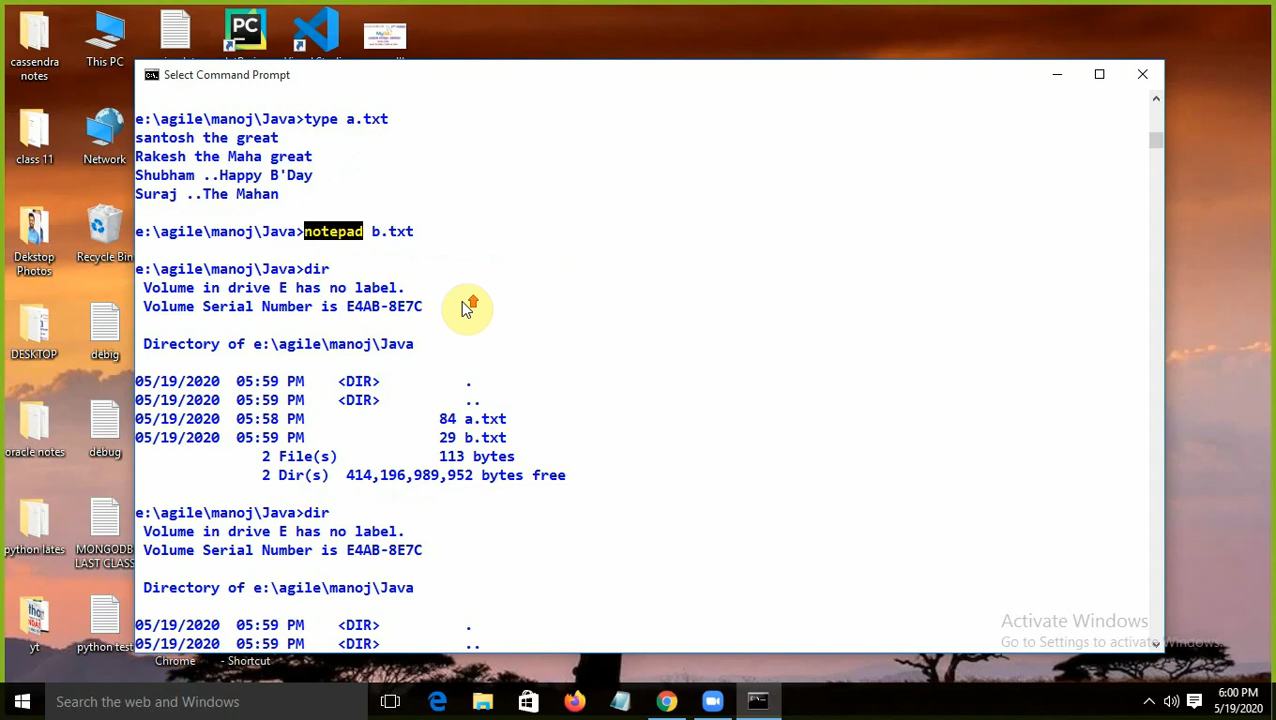 cassendra notes
This PC
PC
Select Command Prompt
class 11
Network
Dekstop Photos
Recycle Bin
DESKTOP
debig
oracle notes
debug
python lates
MONGODB LAST CLASS
yt
python test
Chrome
- Shortcut
e:\agile\manoj\Java>type a.txt
santosh the great
Rakesh the Maha great
Shubham ..Happy B'Day
Suraj ..The Mahan
e:\agile\manoj\Java>notepad b.txt
e:\agile\manoj\Java>dir
Volume in drive E has no label.
Volume Serial Number is E4AB-8E7C
Directory of e:\agile\manoj\Java
05/19/2020 05:59 PM <DIR> .
05/19/2020 05:59 PM <DIR> ..
05/19/2020 05:58 PM 84 a.txt
05/19/2020 05:59 PM 29 b.txt
2 File(s) 113 bytes
2 Dir(s) 414,196,989,952 bytes free
e:\agile\manoj\Java>dir
Volume in drive E has no label.
Volume Serial Number is E4AB-8E7C
Directory of e:\agile\manoj\Java
05/19/2020 05:59 PM <DIR> .
05/19/2020 05:59 PM <DIR> ..
Activate Windows
Go to Settings to activate Windows.
Search the web and Windows
6:00 PM
5/19/2020